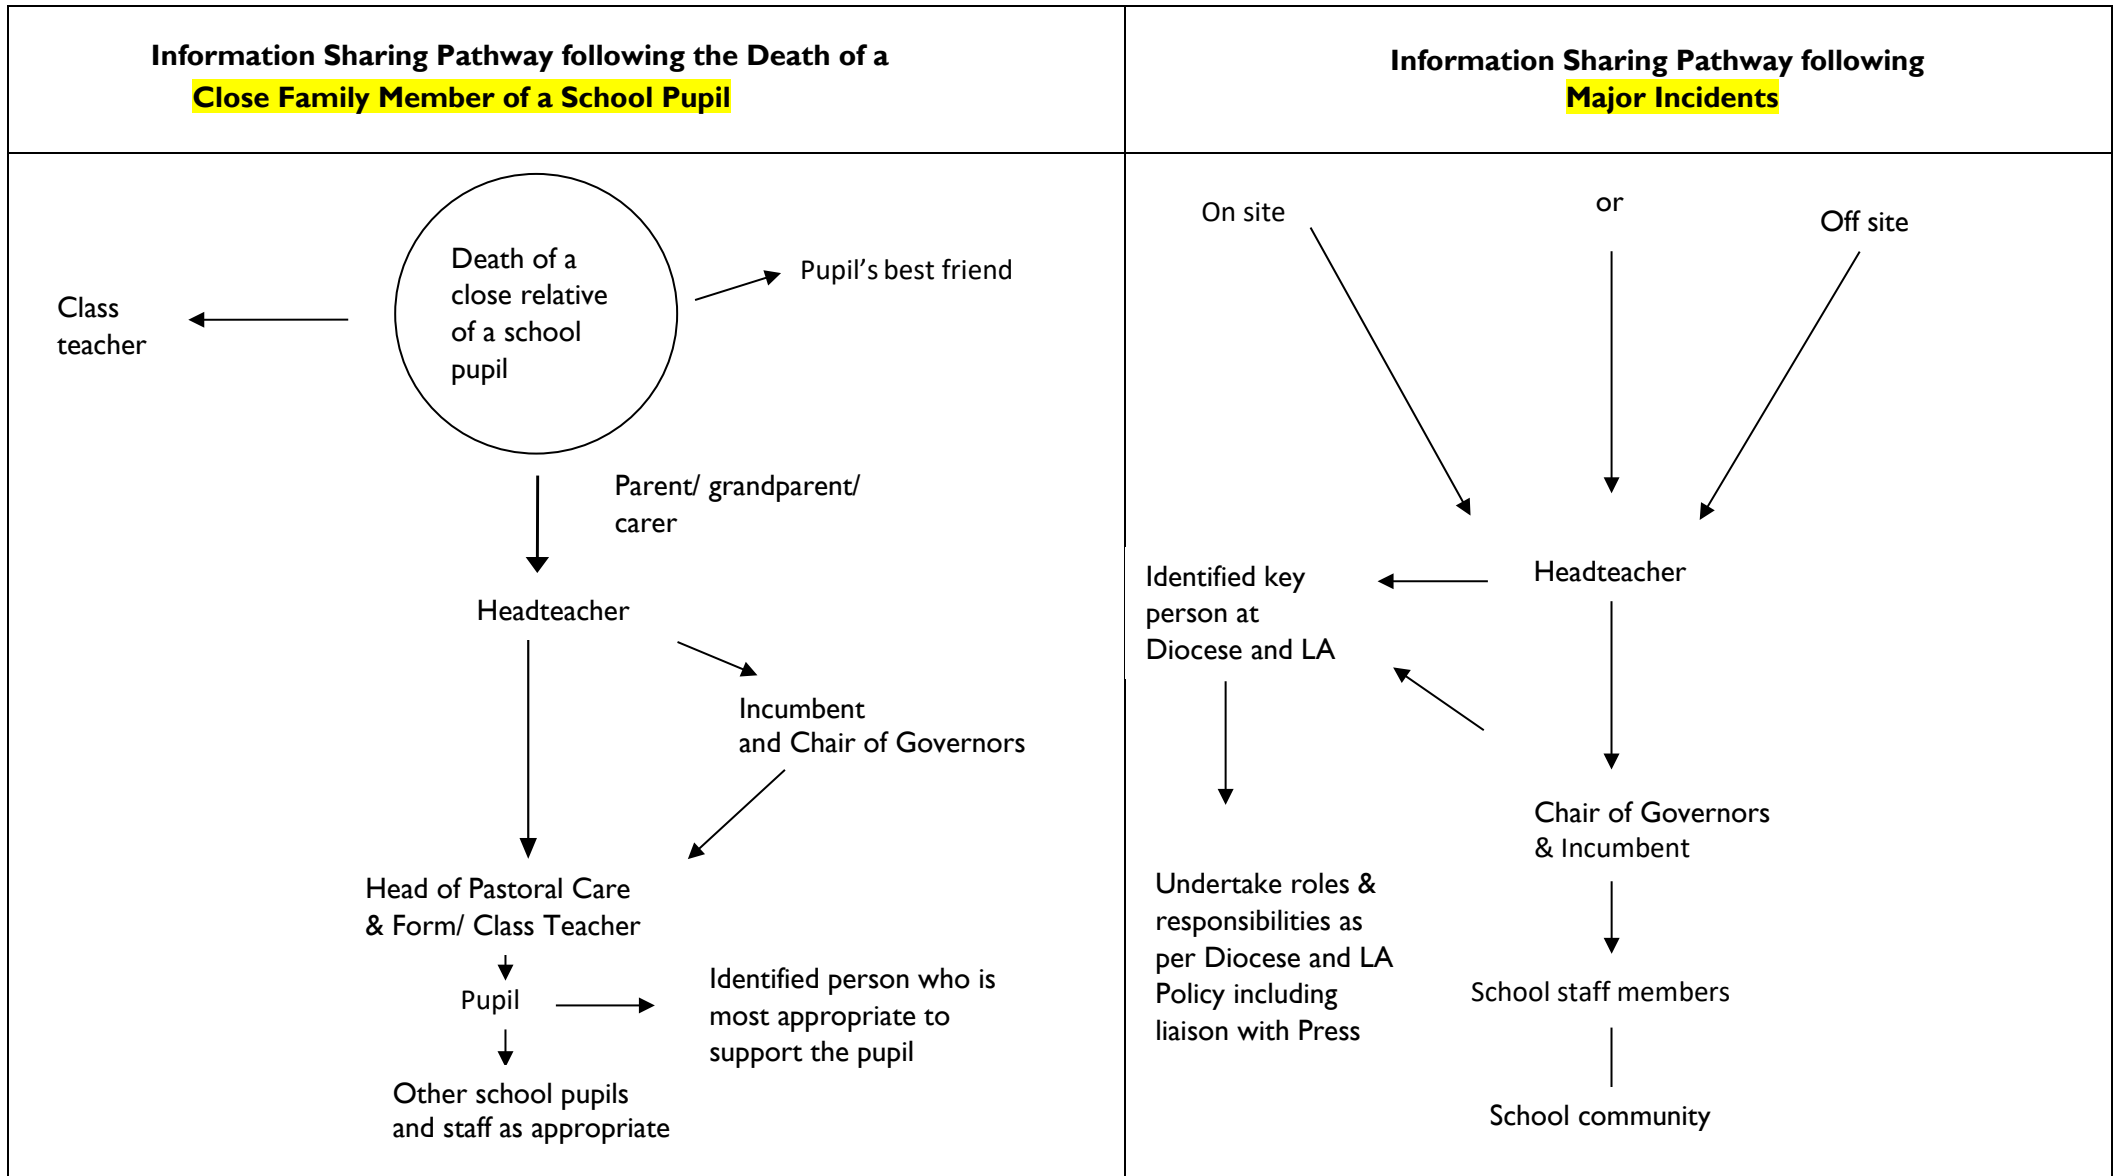 Information Sharing Pathway following the Death of a
Close Family Member of a School Pupil
Information Sharing Pathway following
Major Incidents
Death of a
close relative
of a school
pupil
Pupil’s best friend
Class
teacher
Parent/ grandparent/
carer
Headteacher
Incumbent
and Chair of Governors
Head of Pastoral Care
& Form/ Class Teacher
Pupil
Identified person who is
most appropriate to
support the pupil
Other school pupils
and staff as appropriate
On site
or
Off site
Headteacher
Identified key
person at
Diocese and LA
Chair of Governors
& Incumbent
Undertake roles &
responsibilities as
per Diocese and LA
Policy including
liaison with Press
School staff members
School community